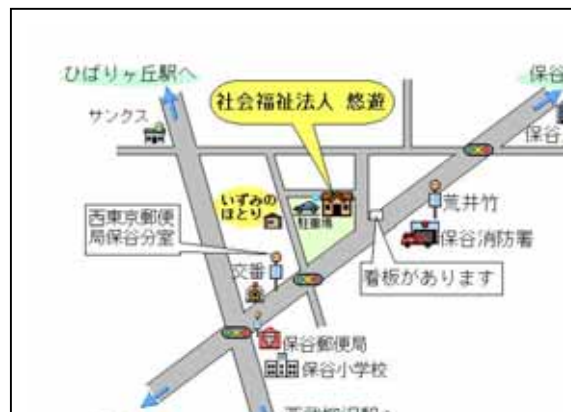 ひばりヶ丘駅へ
保谷
社会福祉法人 悠遊
サンクス
保谷
いずみの
ほとり
駐車場
荒井竹
西東京郵便
局保谷分室
保谷消防署
交番
看板があります
保谷郵便局
保谷小学校